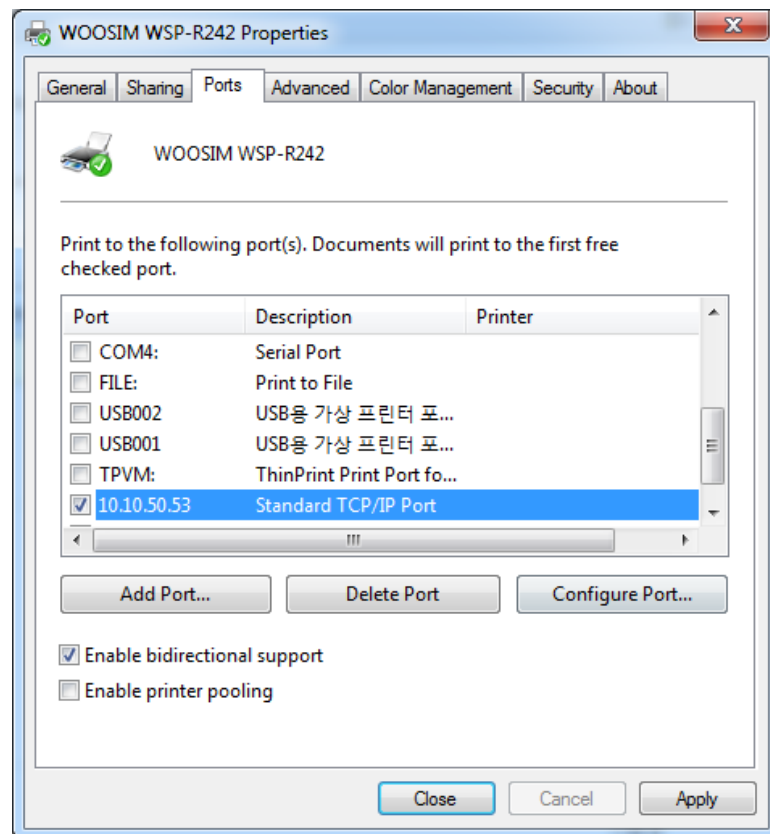 WOOSIM WSP-R242 Properties
General Sharing Ports Advanced Color Management Security About
WOOSIM WSP-R242
Print to the following port(s). Documents will print to the first free
checked port.
Port Description Printer
COM4: Serial Port
FILE: Print to File
USB002 USB용 가상 프린터 포...
USB001 USB용 가상 프린터 포...
TPVM: ThinPrint Print Port fo...
10.10.50.53 Standard TCP/IP Port
Add Port... Delete Port Configure Port...
Enable bidirectional support
Enable printer pooling
Close Cancel Apply